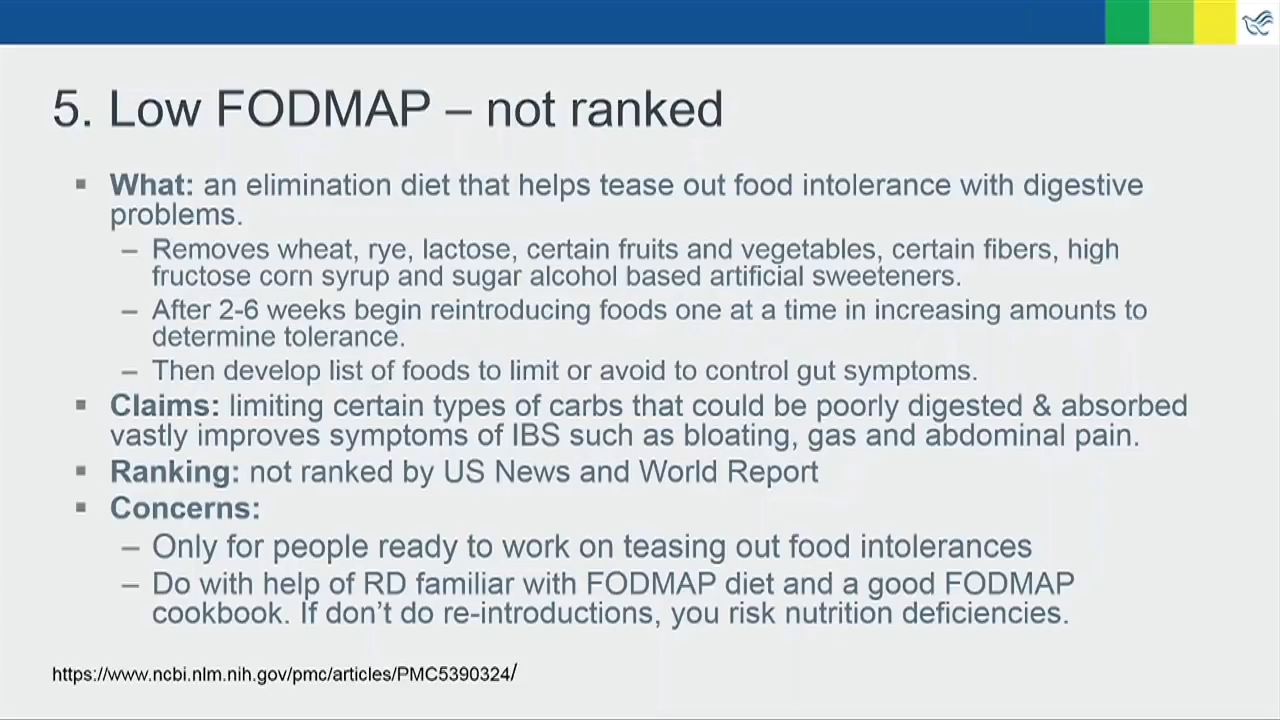 5. Low FODMAP – not ranked
▪ What: an elimination diet that helps tease out food intolerance with digestive
problems.
– Removes wheat, rye, lactose, certain fruits and vegetables, certain fibers, high
fructose corn syrup and sugar alcohol based artificial sweeteners.
– After 2-6 weeks begin reintroducing foods one at a time in increasing amounts to
determine tolerance.
– Then develop list of foods to limit or avoid to control gut symptoms.
▪ Claims: limiting certain types of carbs that could be poorly digested & absorbed
vastly improves symptoms of IBS such as bloating, gas and abdominal pain.
▪ Ranking: not ranked by US News and World Report
▪ Concerns:
– Only for people ready to work on teasing out food intolerances
– Do with help of RD familiar with FODMAP diet and a good FODMAP
cookbook. If don’t do re-introductions, you risk nutrition deficiencies.
https://www.ncbi.nlm.nih.gov/pmc/articles/PMC5390324/